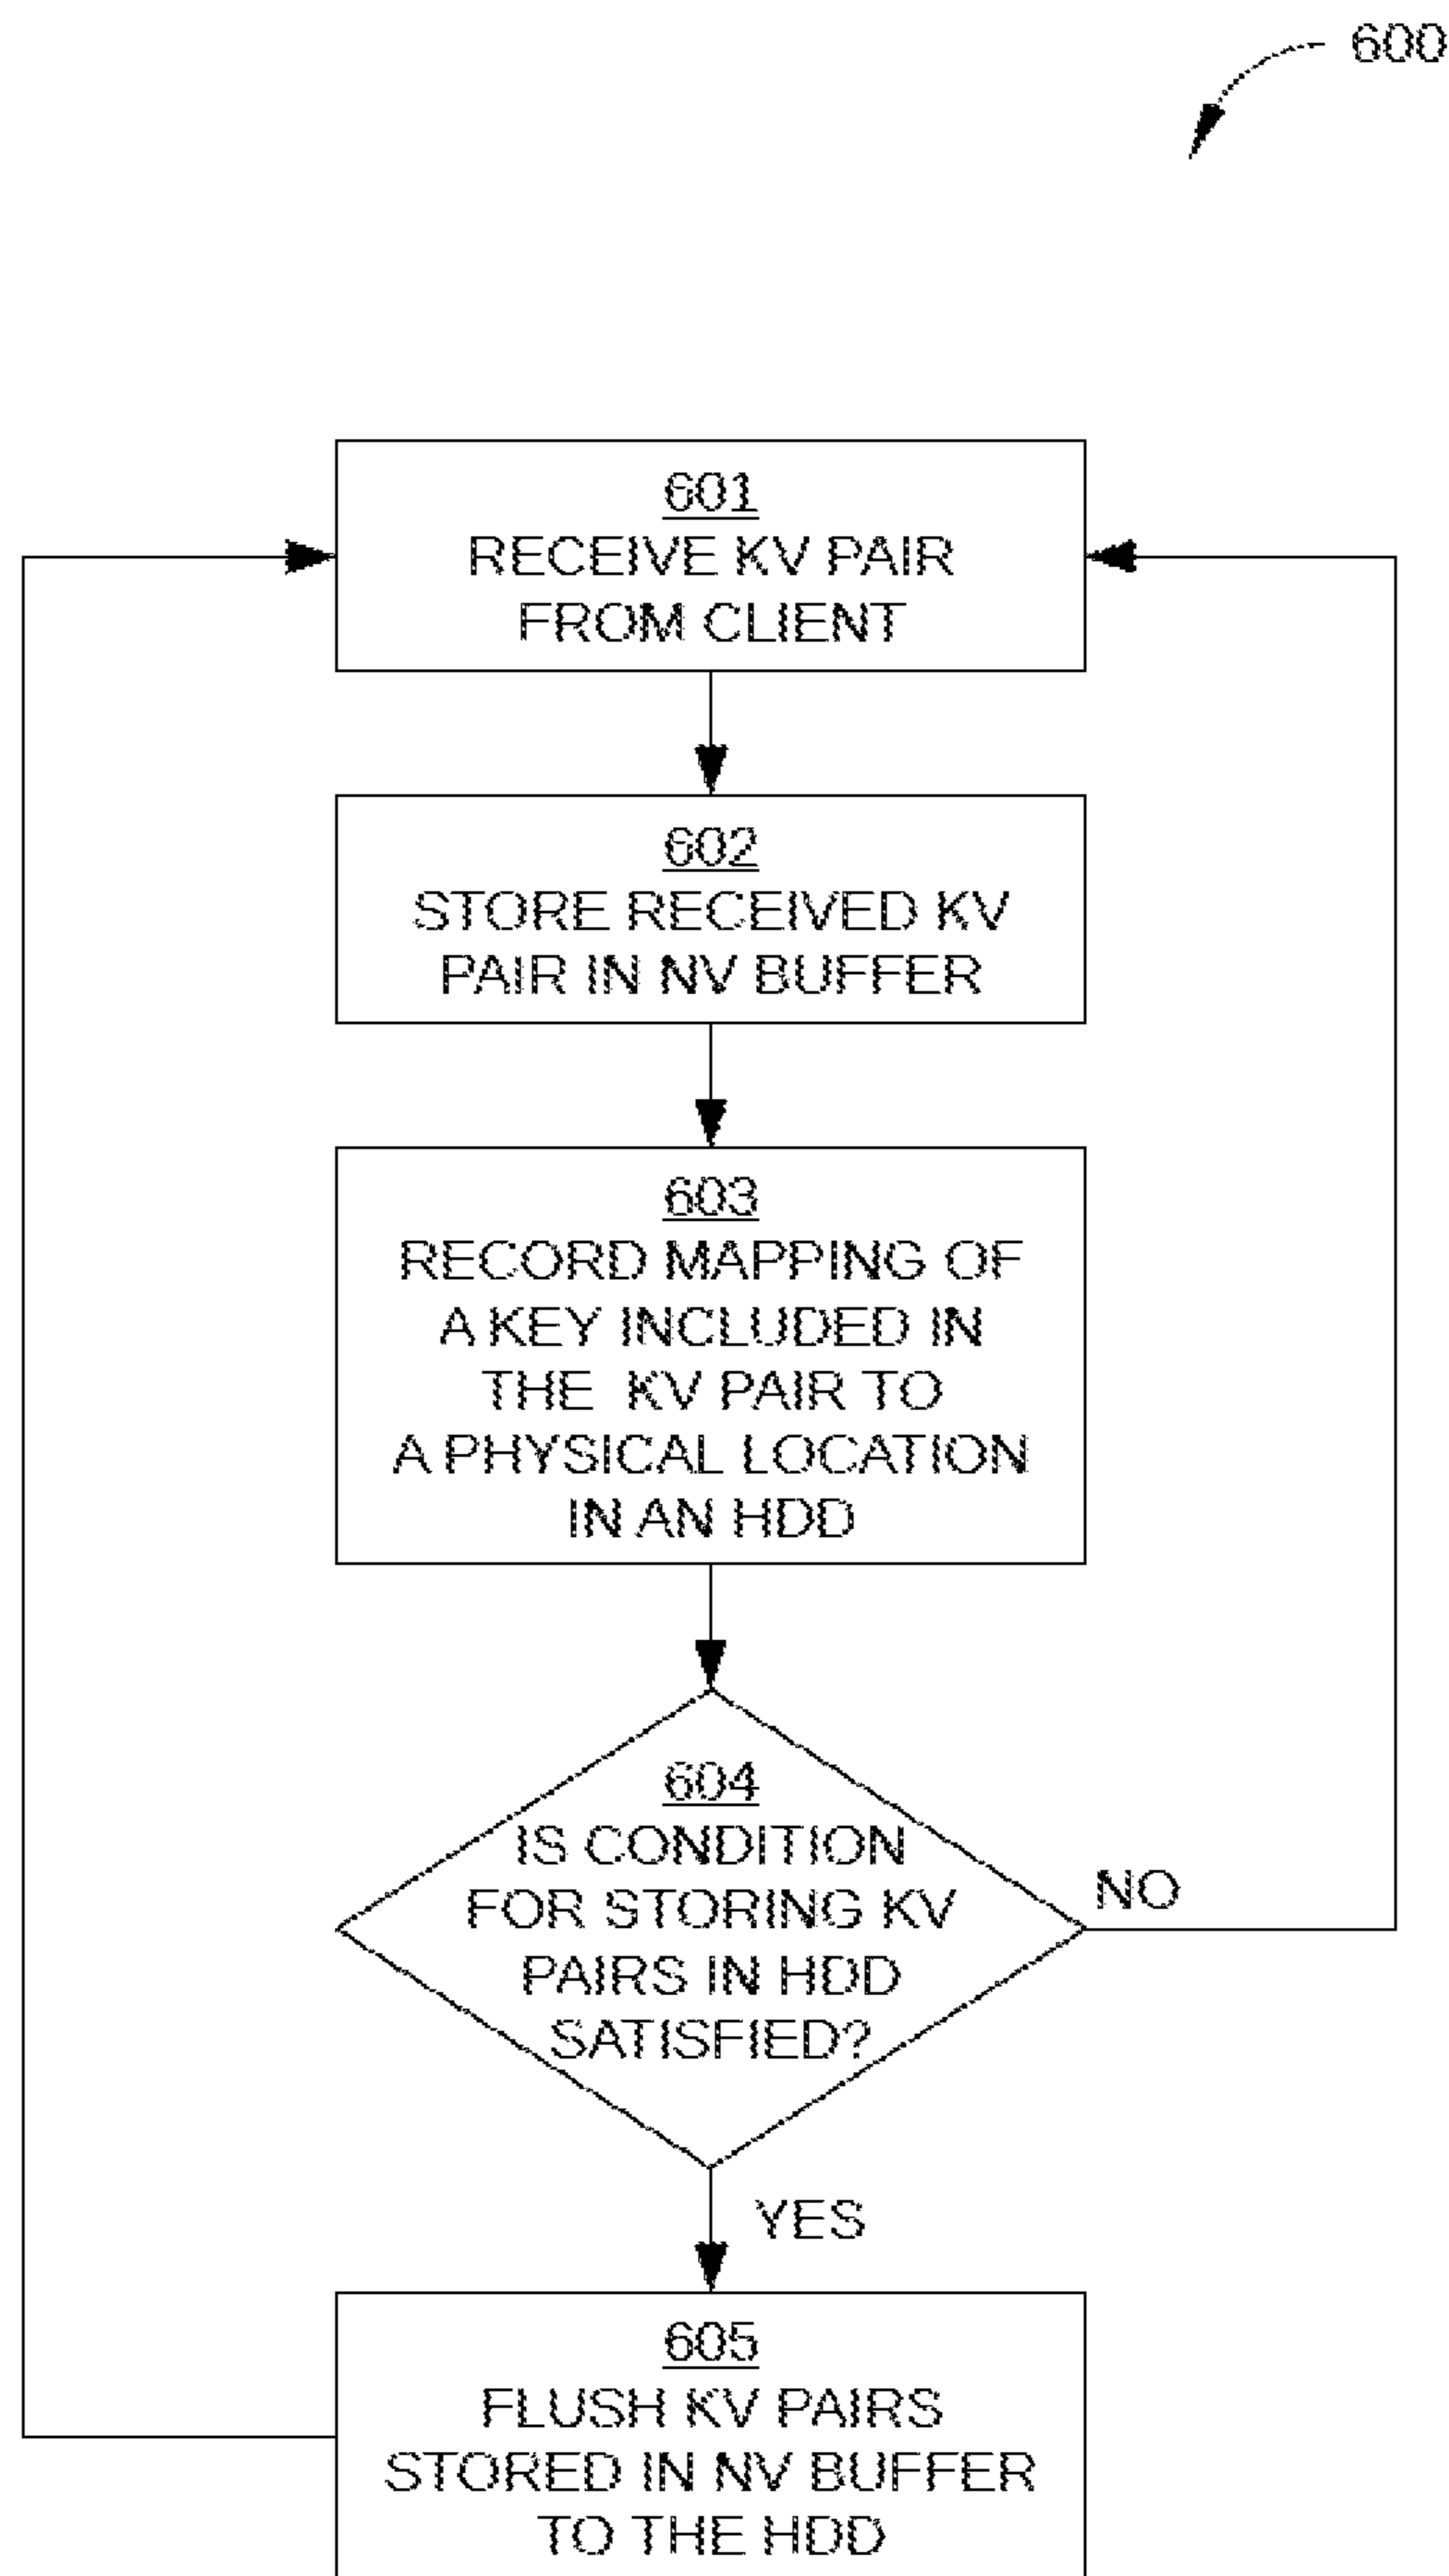 600
601
RECEIVE KV PAIR
FROM CLIENT
602
STORE RECEIVED KV
PAIR IN NV BUFFER
603
RECORD MAPPING OF
A KEY INCLUDED IN
THE KV PAIR TO
A PHYSICAL LOCATION
IN AN HDD
604
IS CONDITION
FOR STORING KV
PAIRS IN HDD
SATISFIED?
NO
YES
605
FLUSH KV PAIRS
STORED IN NV BUFFER
TO THE HDD